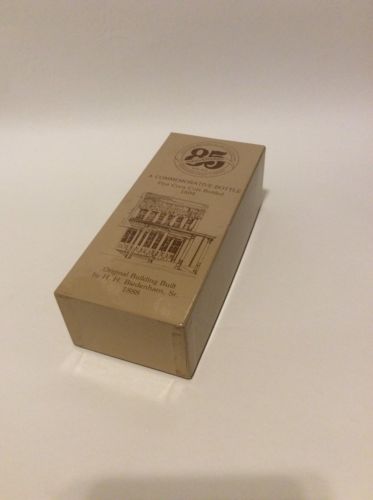 85
A COMMEMORATIVE BOTTLE
First Coca-Cola Bottled
1894
Original Building Built
by H. H. Biedenharn, Sr.
1888